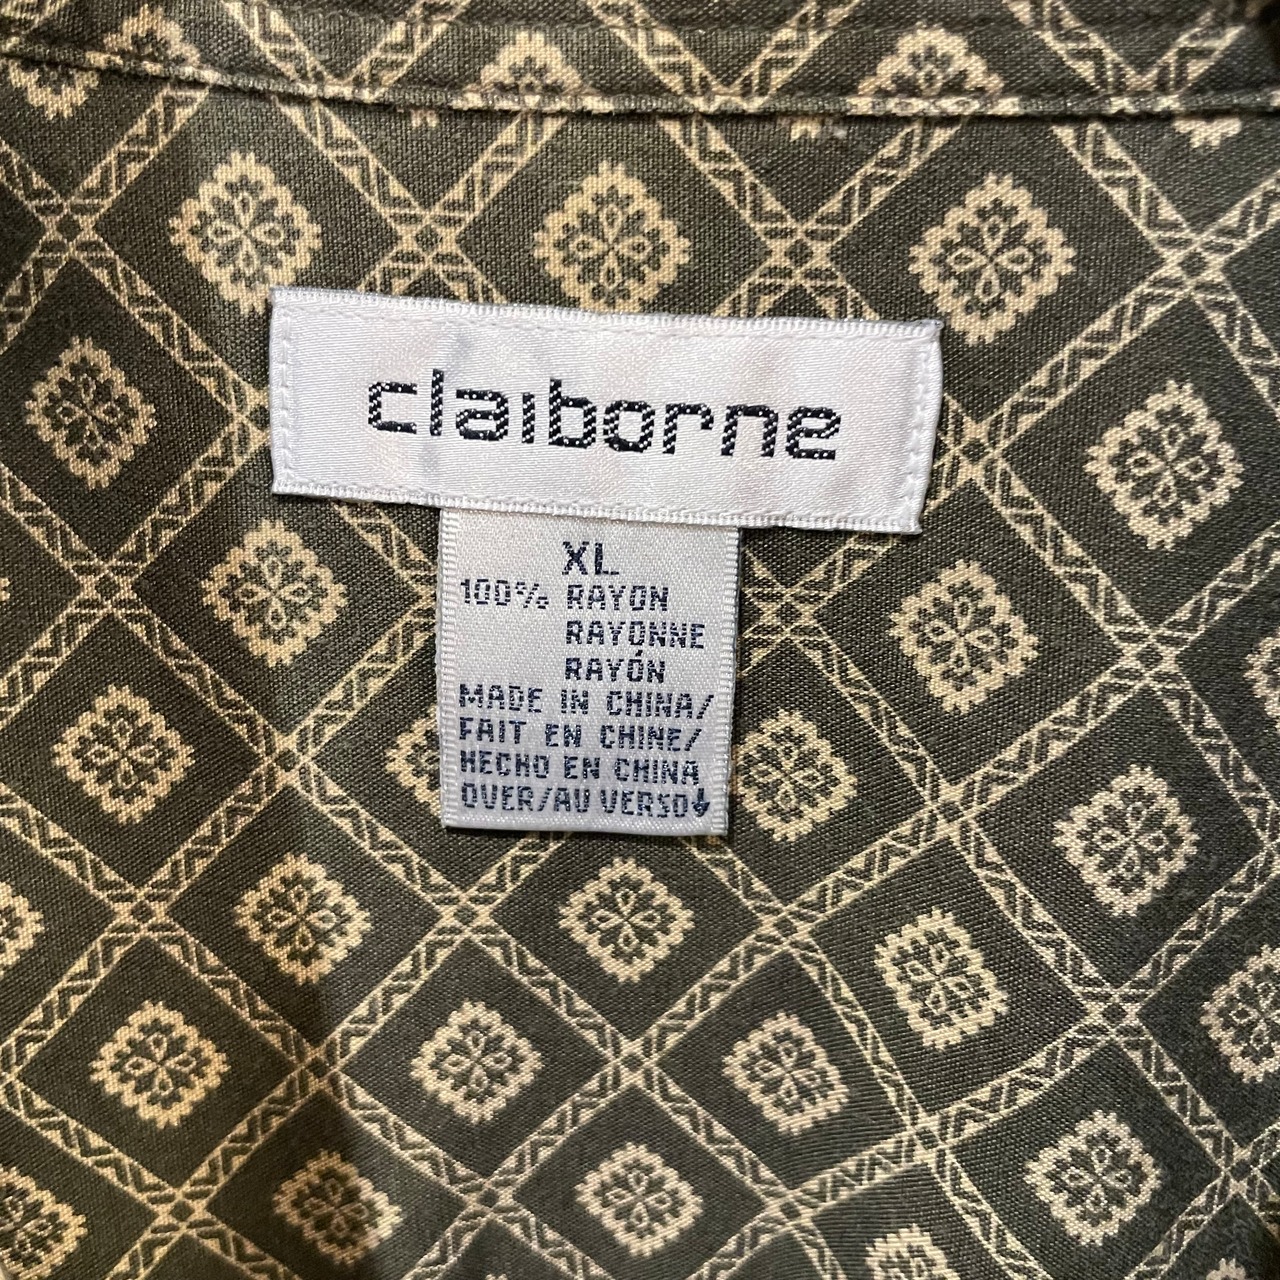 claiborne
XL
100% RAYON
RAYONNE
RAYÓN
MADE IN CHINA/
FAIT EN CHINE/
HECHO EN CHINA
OVER/AU VERSO↓